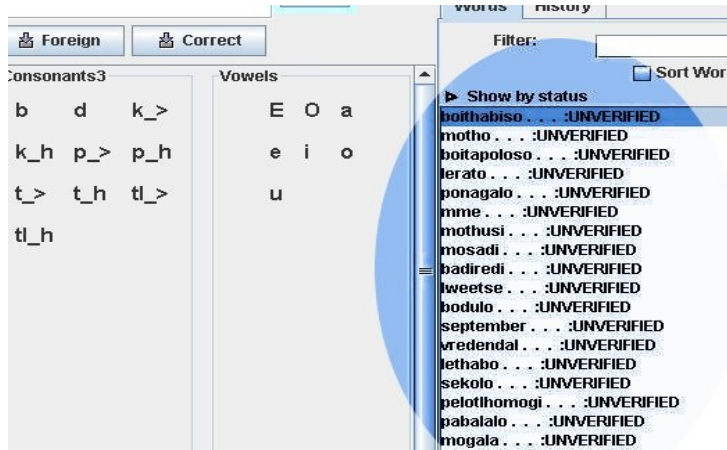 Words History
Foreign Correct Filter:
Sort Wor
Consonants3 Vowels
Show by status
b d k_> E O a
k_h p_> p_h e i o
t_> t_h tl_> u
tl_h
boithabiso . . . :UNVERIFIED
motho . . . :UNVERIFIED
boitapoloso . . . :UNVERIFIED
lerato . . . :UNVERIFIED
ponagalo . . . :UNVERIFIED
mme . . . :UNVERIFIED
mothusi . . . :UNVERIFIED
mosadi . . . :UNVERIFIED
badiredi . . . :UNVERIFIED
lweetse . . . :UNVERIFIED
bodulo . . . :UNVERIFIED
september . . . :UNVERIFIED
vredendal . . . :UNVERIFIED
lethabo . . . :UNVERIFIED
sekolo . . . :UNVERIFIED
pelotlhomogi . . . :UNVERIFIED
pabalalo . . . :UNVERIFIED
mogala . . . :UNVERIFIED